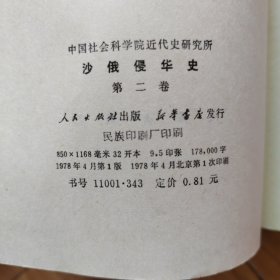 中国社会科学院近代史研究所
沙俄侵华史
第二卷
人民出版社出版 新华书店发行
民族印刷厂印刷
850×1168毫米 32开本 9.5印张 178,000字
1978年4月第1版 1978年4月北京第1次印刷
书号 11001·343 定价 0.81元